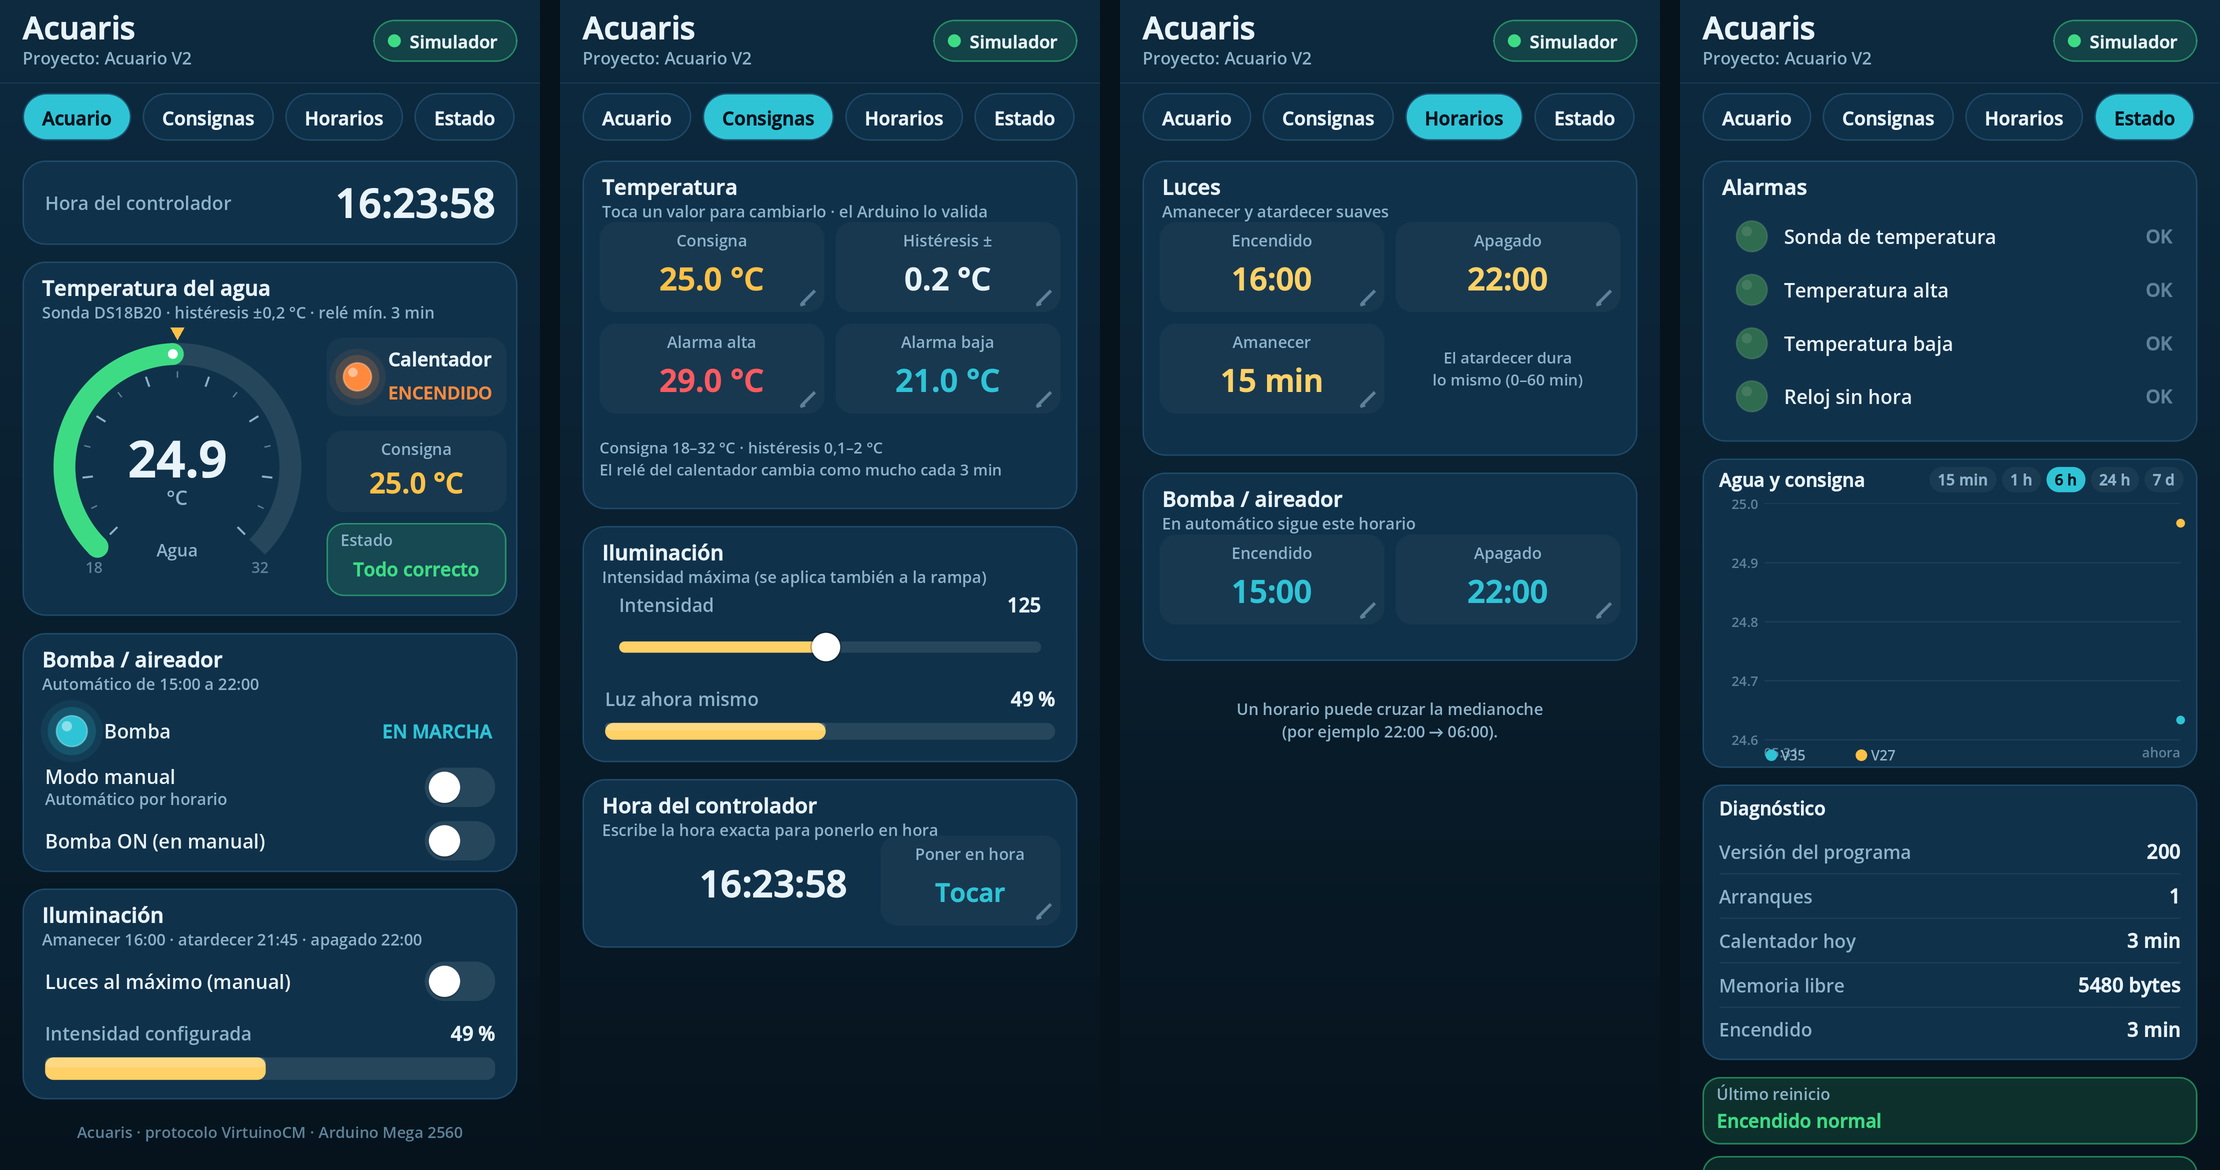 Acuaris
Proyecto: Acuario V2
Simulador
Acuario
Consignas
Horarios
Estado
Hora del controlador
16:23:58
Temperatura del agua
Sonda DS18B20 · histéresis ±0,2 °C · relé mín. 3 min
24.9
°C
Agua
18
32
Calentador
ENCENDIDO
Consigna
25.0 °C
Estado
Todo correcto
Bomba / aireador
Automático de 15:00 a 22:00
Bomba
EN MARCHA
Modo manual
Automático por horario
Bomba ON (en manual)
Iluminación
Amanecer 16:00 · atardecer 21:45 · apagado 22:00
Luces al máximo (manual)
Intensidad configurada
49 %
Acuaris · protocolo VirtuinoCM · Arduino Mega 2560
Acuaris
Proyecto: Acuario V2
Simulador
Acuario
Consignas
Horarios
Estado
Temperatura
Toca un valor para cambiarlo · el Arduino lo valida
Consigna
25.0 °C
Histéresis ±
0.2 °C
Alarma alta
29.0 °C
Alarma baja
21.0 °C
Consigna 18–32 °C · histéresis 0,1–2 °C
El relé del calentador cambia como mucho cada 3 min
Iluminación
Intensidad máxima (se aplica también a la rampa)
Intensidad
125
Luz ahora mismo
49 %
Hora del controlador
Escribe la hora exacta para ponerlo en hora
16:23:58
Poner en hora
Tocar
Acuaris
Proyecto: Acuario V2
Simulador
Acuario
Consignas
Horarios
Estado
Luces
Amanecer y atardecer suaves
Encendido
16:00
Apagado
22:00
Amanecer
15 min
El atardecer dura
lo mismo (0–60 min)
Bomba / aireador
En automático sigue este horario
Encendido
15:00
Apagado
22:00
Un horario puede cruzar la medianoche
(por ejemplo 22:00 → 06:00).
Acuaris
Proyecto: Acuario V2
Simulador
Acuario
Consignas
Horarios
Estado
Alarmas
Sonda de temperatura
OK
Temperatura alta
OK
Temperatura baja
OK
Reloj sin hora
OK
Agua y consigna
15 min
1 h
6 h
24 h
7 d
25.0
24.9
24.8
24.7
24.6
V35
V27
ahora
Diagnóstico
Versión del programa
200
Arranques
1
Calentador hoy
3 min
Memoria libre
5480 bytes
Encendido
3 min
Último reinicio
Encendido normal